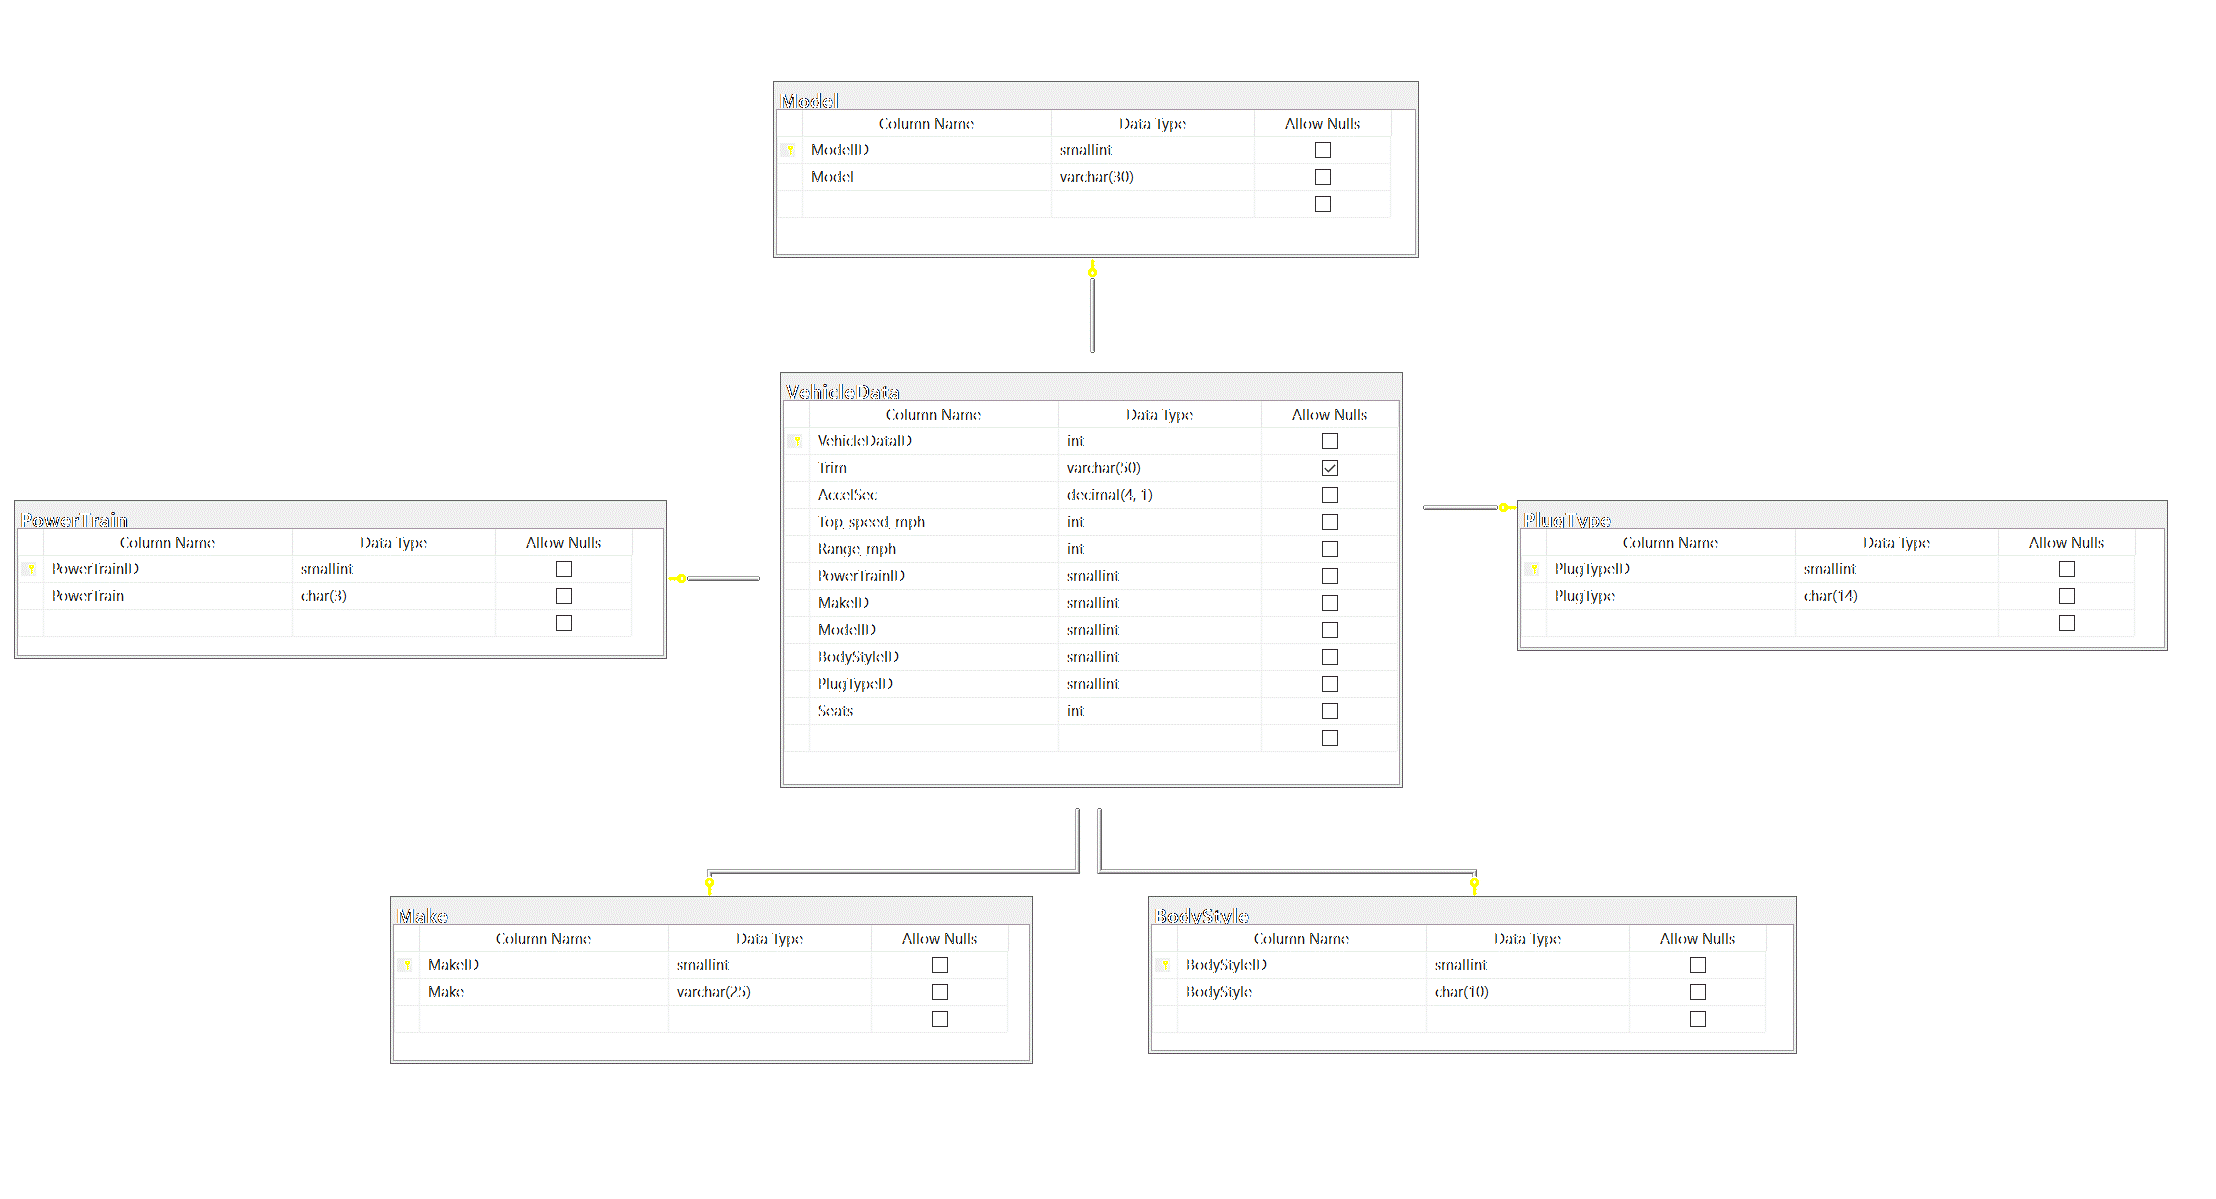 Model
Column Name Data Type Allow Nulls
ModelID smallint
Model varchar(30)
VehicleData
Column Name Data Type Allow Nulls
VehicleDataID int
Trim varchar(50)
AccelSec decimal(4, 1)
Top_speed_mph int
Range_mph int
PowerTrainID smallint
MakeID smallint
ModelID smallint
BodyStyleID smallint
PlugTypeID smallint
Seats int
PowerTrain
Column Name Data Type Allow Nulls
PowerTrainID smallint
PowerTrain char(3)
PlugType
Column Name Data Type Allow Nulls
PlugTypeID smallint
PlugType char(14)
Make
Column Name Data Type Allow Nulls
MakeID smallint
Make varchar(25)
BodyStyle
Column Name Data Type Allow Nulls
BodyStyleID smallint
BodyStyle char(10)